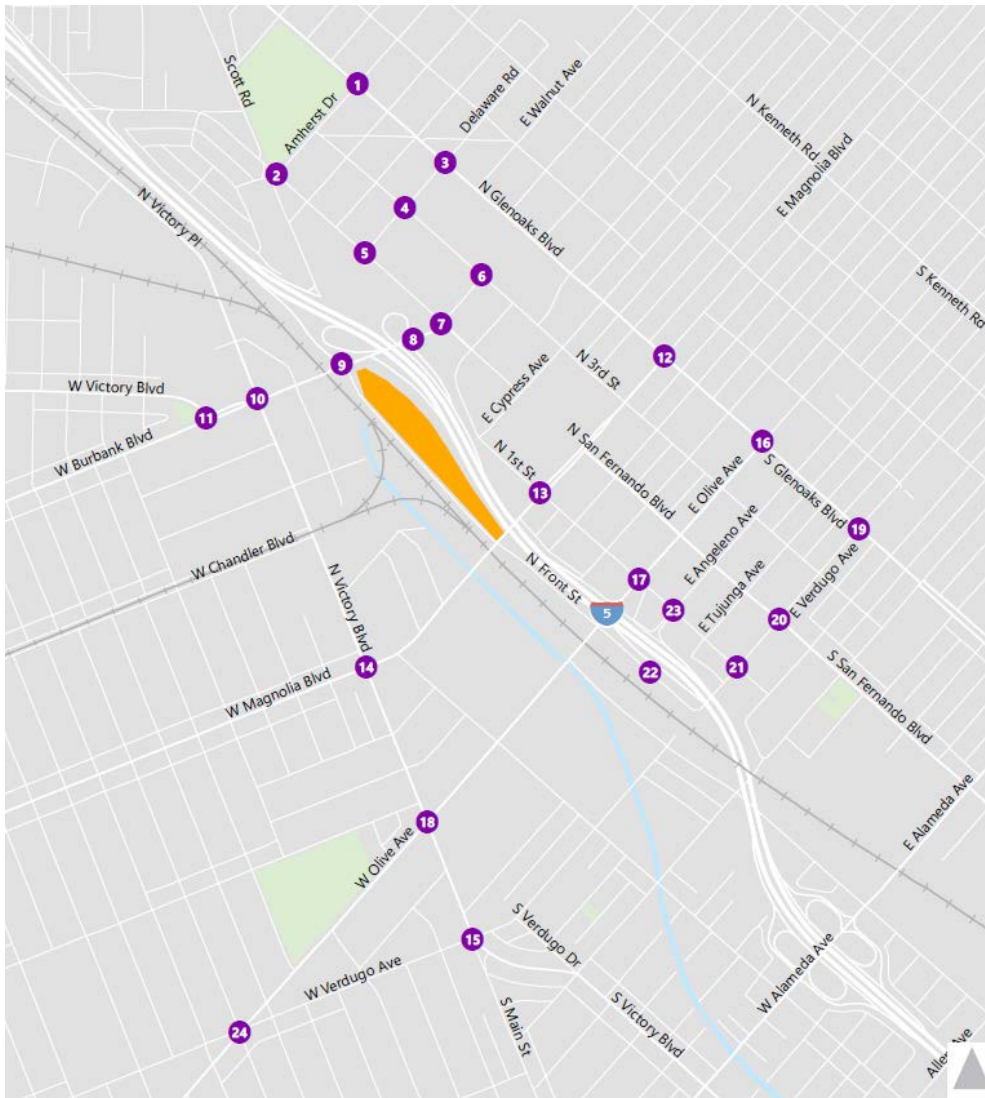 Scott Rd
1
Amherst Dr
Delaware Rd
E Walnut Ave
N Kenneth Rd
E Magnolia Blvd
2
3
N Victory Pl
4
N Glenoaks Blvd
5
6
S Kenneth Rd
7
8
9
12
N 3rd St
E Cypress Ave
W Victory Blvd
10
11
W Burbank Blvd
N 1st St
13
N San Fernando Blvd
16
E Olive Ave
S Glenoaks Blvd
19
E Angeleno Ave
W Chandler Blvd
N Victory Blvd
N Front St
17
5
23
E Tujunga Ave
E Verdugo Ave
20
14
W Magnolia Blvd
22
21
S San Fernando Blvd
18
W Olive Ave
E Alameda Ave
15
S Verdugo Dr
W Verdugo Ave
W Alameda Ave
S Main St
S Victory Blvd
24